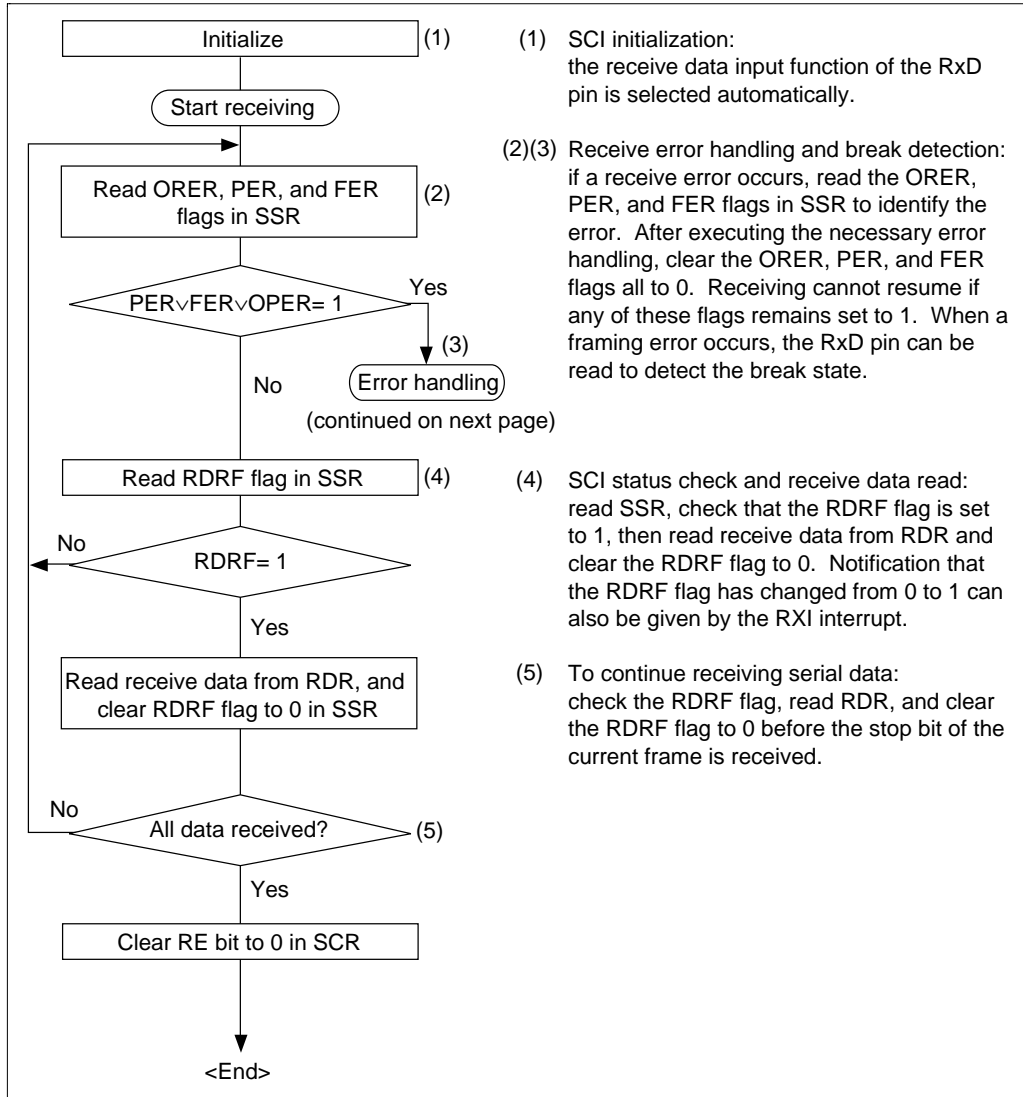 Initialize
(1)
Start receiving
Read ORER, PER, and FER
flags in SSR
(2)
PER∨FER∨OPER= 1
Yes
(3)
Error handling
(continued on next page)
No
Read RDRF flag in SSR
(4)
No
RDRF= 1
Yes
Read receive data from RDR, and
clear RDRF flag to 0 in SSR
No
All data received?
(5)
Yes
Clear RE bit to 0 in SCR
<End>
(1) SCI initialization:
the receive data input function of the RxD
pin is selected automatically.
(2)(3) Receive error handling and break detection:
if a receive error occurs, read the ORER,
PER, and FER flags in SSR to identify the
error. After executing the necessary error
handling, clear the ORER, PER, and FER
flags all to 0. Receiving cannot resume if
any of these flags remains set to 1. When a
framing error occurs, the RxD pin can be
read to detect the break state.
(4) SCI status check and receive data read:
read SSR, check that the RDRF flag is set
to 1, then read receive data from RDR and
clear the RDRF flag to 0. Notification that
the RDRF flag has changed from 0 to 1 can
also be given by the RXI interrupt.
(5) To continue receiving serial data:
check the RDRF flag, read RDR, and clear
the RDRF flag to 0 before the stop bit of the
current frame is received.